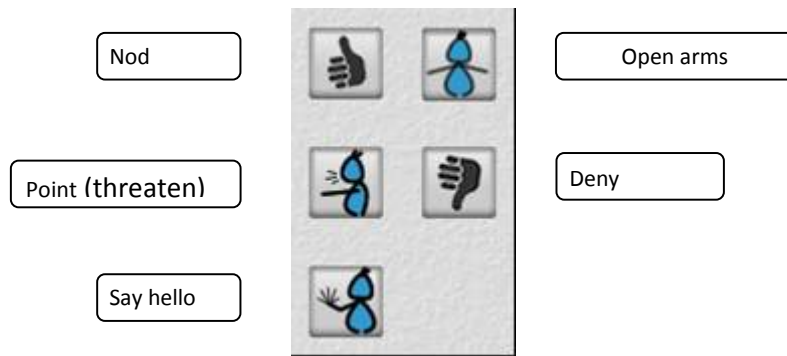 Nod
Open arms
Point (threaten)
Deny
Say hello